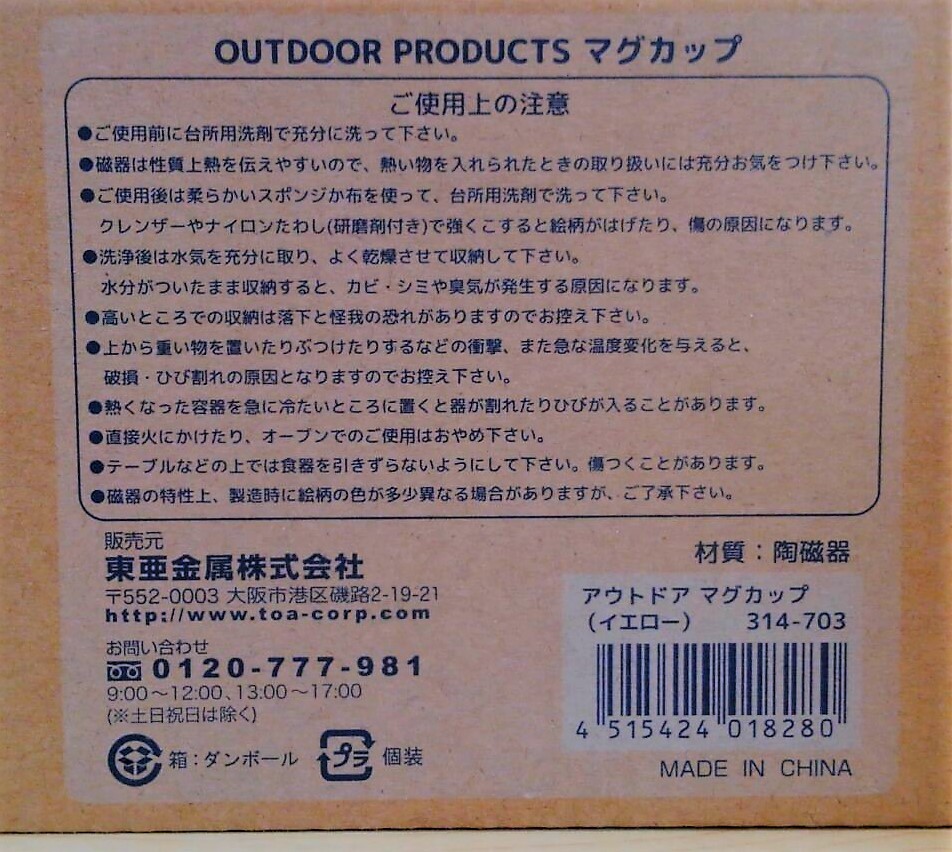 OUTDOOR PRODUCTS マグカップ
ご使用上の注意
●ご使用前に台所用洗剤で充分に洗って下さい。
●磁器は性質上熱を伝えやすいので、熱い物を入れられたときの取り扱いには充分お気をつけ下さい。
●ご使用後は柔らかいスポンジか布を使って、台所用洗剤で洗って下さい。
クレンザーやナイロンたわし(研磨剤付き)で強くこすると絵柄がはげたり、傷の原因になります。
●洗浄後は水気を充分に取り、よく乾燥させて収納して下さい。
水分がついたまま収納すると、カビ・シミや臭気が発生する原因になります。
●高いところでの収納は落下と怪我の恐れがありますのでお控え下さい。
●上から重い物を置いたりぶつけたりするなどの衝撃、また急な温度変化を与えると、
破損・ひび割れの原因となりますのでお控え下さい。
●熱くなった容器を急に冷たいところに置くと器が割れたりひびが入ることがあります。
●直接火にかけたり、オーブンでのご使用はおやめ下さい。
●テーブルなどの上では食器を引きずらないようにして下さい。傷つくことがあります。
●磁器の特性上、製造時に絵柄の色が多少異なる場合がありますが、ご了承下さい。
販売元
東亜金属株式会社
〒552-0003 大阪市港区磯路2-19-21
http://www.toa-corp.com
お問い合わせ
0120-777-981
9:00～12:00、13:00～17:00
(※土日祝日は除く)
箱：ダンボール
プラ 個装
材質：陶磁器
アウトドア マグカップ
(イエロー) 314-703
4 515424 018280
MADE IN CHINA